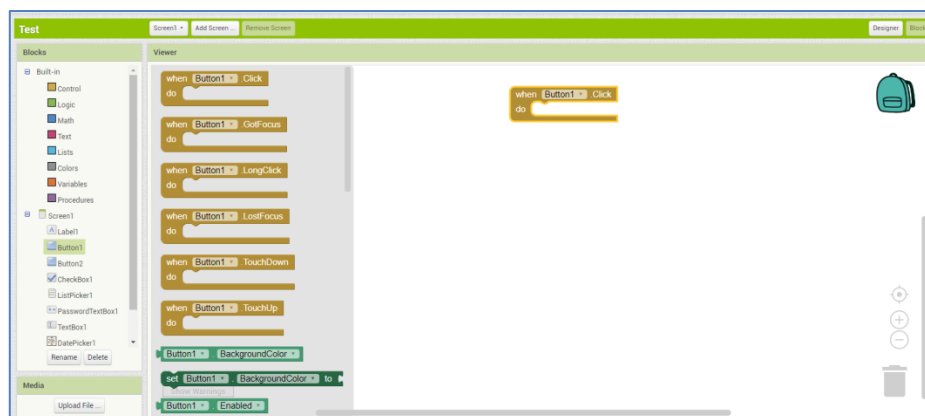 Test
Screen1 Add Screen ... Remove Screen
Designer Block
Blocks
Viewer
Built-in
Control
Logic
Math
Text
Lists
Colors
Variables
Procedures
Screen1
Label1
Button1
Button2
CheckBox1
ListPicker1
PasswordTextBox1
TextBox1
DatePicker1
Rename Delete
Media
Upload File ...
when Button1 .Click
do
when Button1 .GotFocus
do
when Button1 .LongClick
do
when Button1 .LostFocus
do
when Button1 .TouchDown
do
when Button1 .TouchUp
do
Button1 . BackgroundColor
set Button1 . BackgroundColor to
Show Warnings
Button1 . Enabled
when Button1 .Click
do